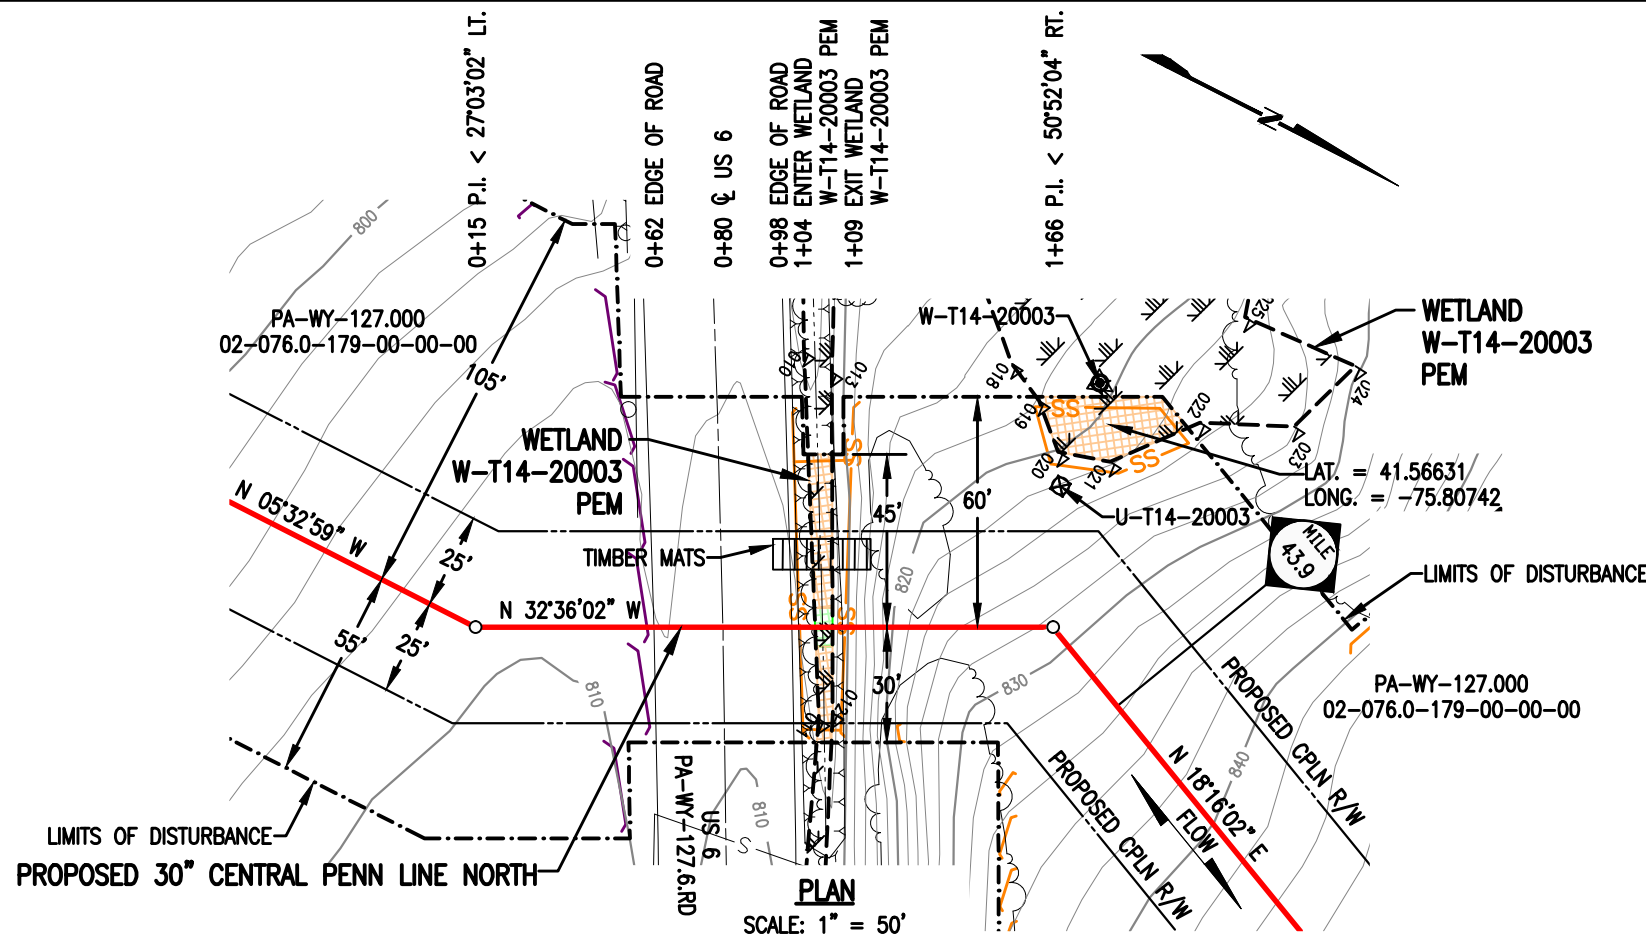 0+15 P.I. < 27°03'02" LT.
0+62 EDGE OF ROAD
0+80 ℄ US 6
0+98 EDGE OF ROAD
1+04 ENTER WETLAND
W-T14-20003 PEM
1+09 EXIT WETLAND
W-T14-20003 PEM
1+66 P.I. < 50°52'04" RT.
N
800
PA-WY-127.000
02-076.0-179-00-00-00
105'
W-T14-20003
WETLAND
W-T14-20003
PEM
010
013
018
019
020
021
022
023
024
025
SS
SS
SS
WETLAND
W-T14-20003
PEM
LAT. = 41.56631
LONG. = -75.80742
U-T14-20003
45'
60'
N 05°32'59" W
25'
25'
55'
TIMBER MATS
N 32°36'02" W
SS
SS
820
MILE
43.9
LIMITS OF DISTURBANCE
30'
830
810
012
PA-WY-127.000
02-076.0-179-00-00-00
PROPOSED CPLN R/W
PROPOSED CPLN R/W
N 18°16'02" E
FLOW
840
810
US 6
PA-WY-127.6.RD
S
LIMITS OF DISTURBANCE
PROPOSED 30" CENTRAL PENN LINE NORTH
PLAN
SCALE: 1" = 50'